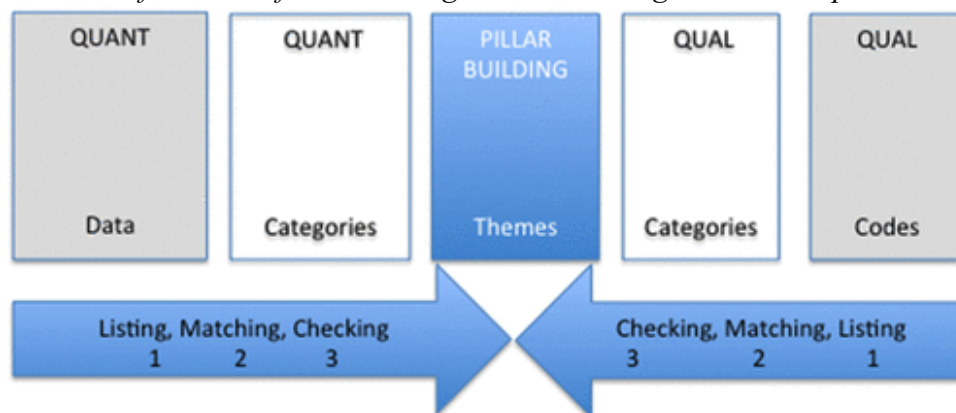 QUANT
Data
QUANT
Categories
PILLAR
BUILDING
Themes
QUAL
Categories
QUAL
Codes
Listing, Matching, Checking
1 2 3
Checking, Matching, Listing
3 2 1